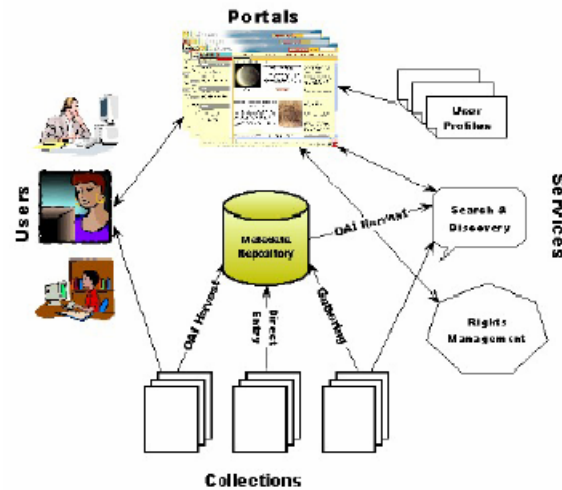 Portals
User
Profiles
Users
Metadata
Repository
OAI Harvest
Search &
Discovery
Services
OAI Harvest
Direct
Entry
Gathering
Rights
Management
Collections